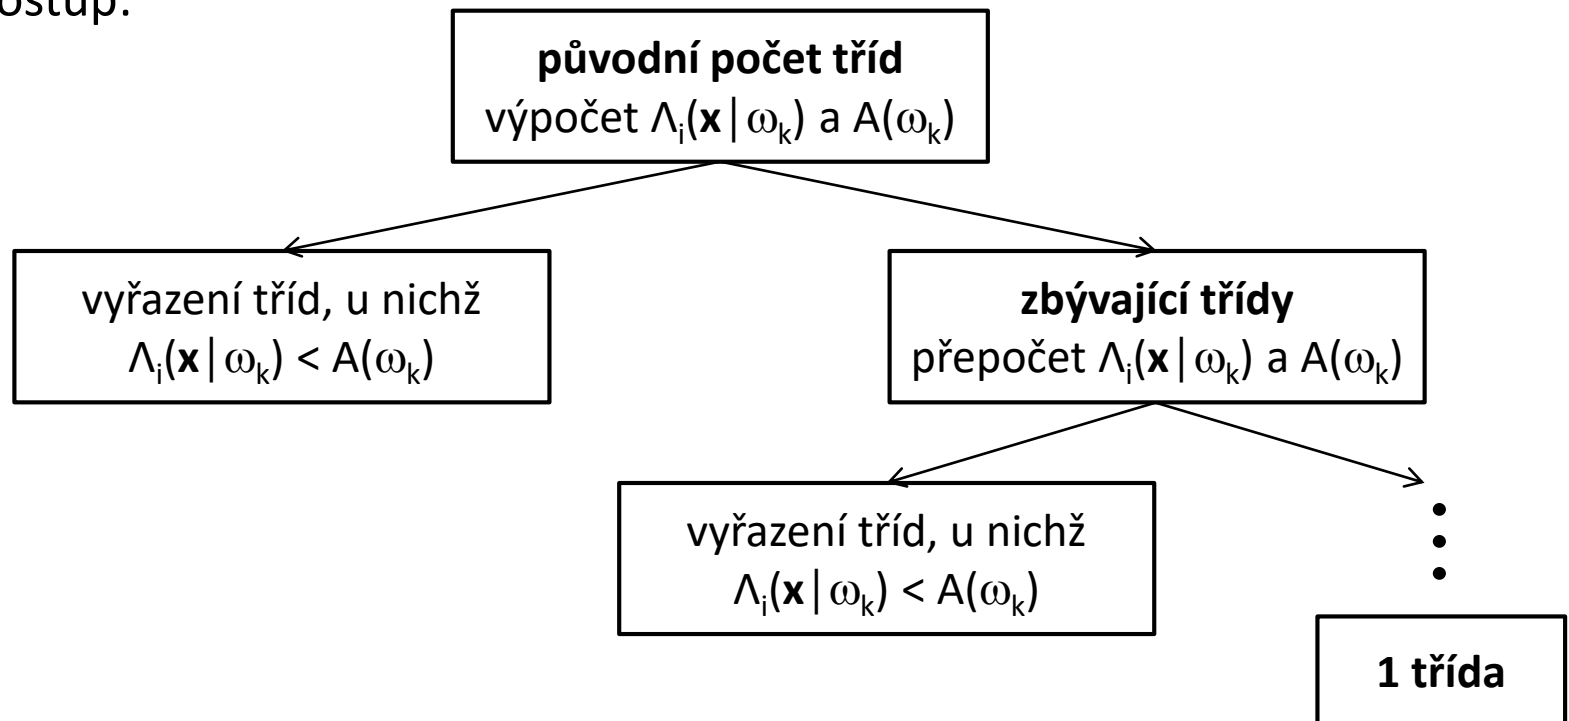 ostup:
původní počet tříd
výpočet Λi(x|ωk) a A(ωk)
vyřazení tříd, u nichž
Λi(x|ωk) < A(ωk)
zbývající třídy
přepočet Λi(x|ωk) a A(ωk)
vyřazení tříd, u nichž
Λi(x|ωk) < A(ωk)
1 třída